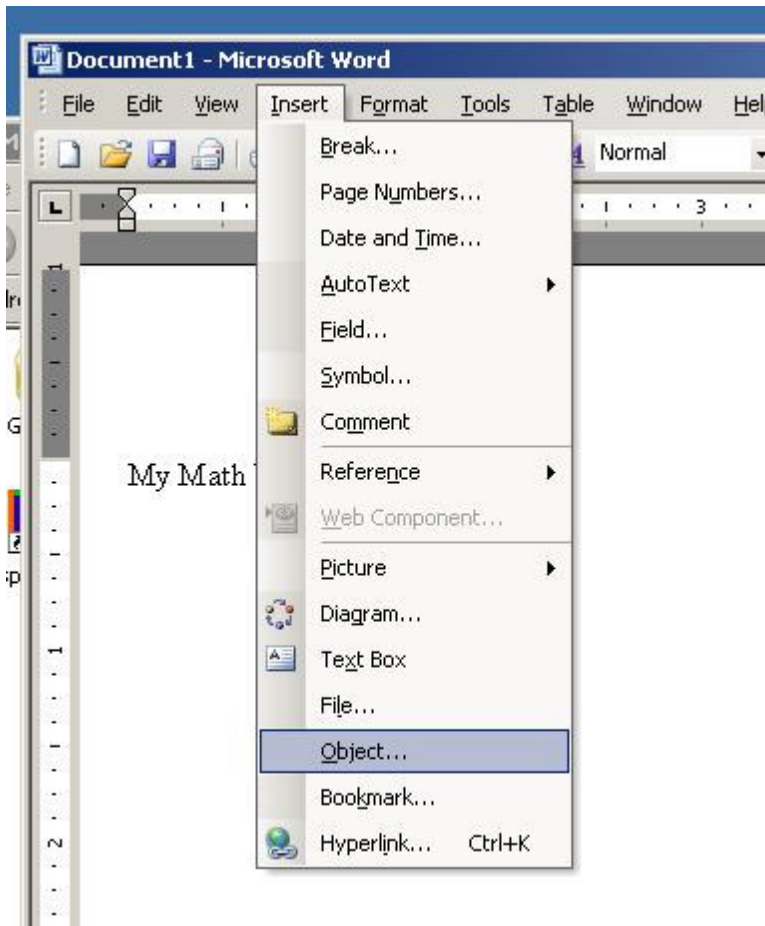 Document1 - Microsoft Word
File Edit View Insert Format Tools Table Window Hel
Normal
3
Break...
Page Numbers...
Date and Time...
AutoText
Field...
Symbol...
Comment
My Math
Reference
Web Component...
Picture
Diagram...
1
Text Box
File...
Object...
Bookmark...
2
Hyperlink... Ctrl+K